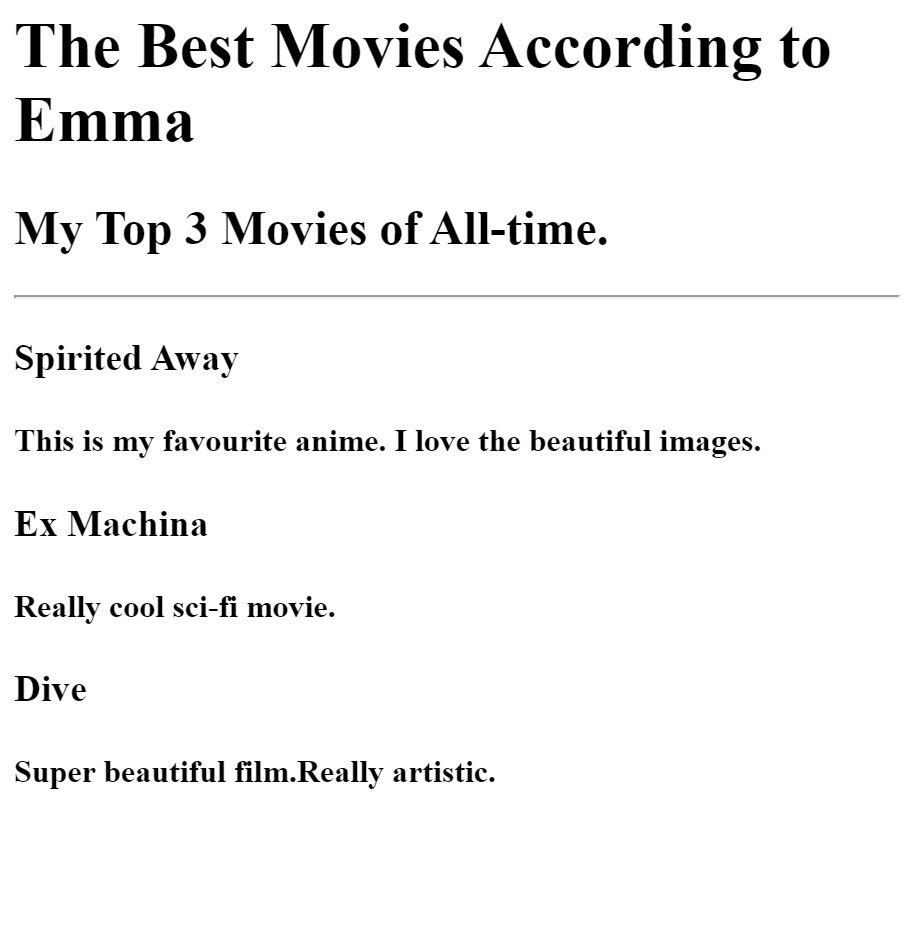 The Best Movies According to
Emma
My Top 3 Movies of All-time.
Spirited Away
This is my favourite anime. I love the beautiful images.
Ex Machina
Really cool sci-fi movie.
Dive
Super beautiful film.Really artistic.